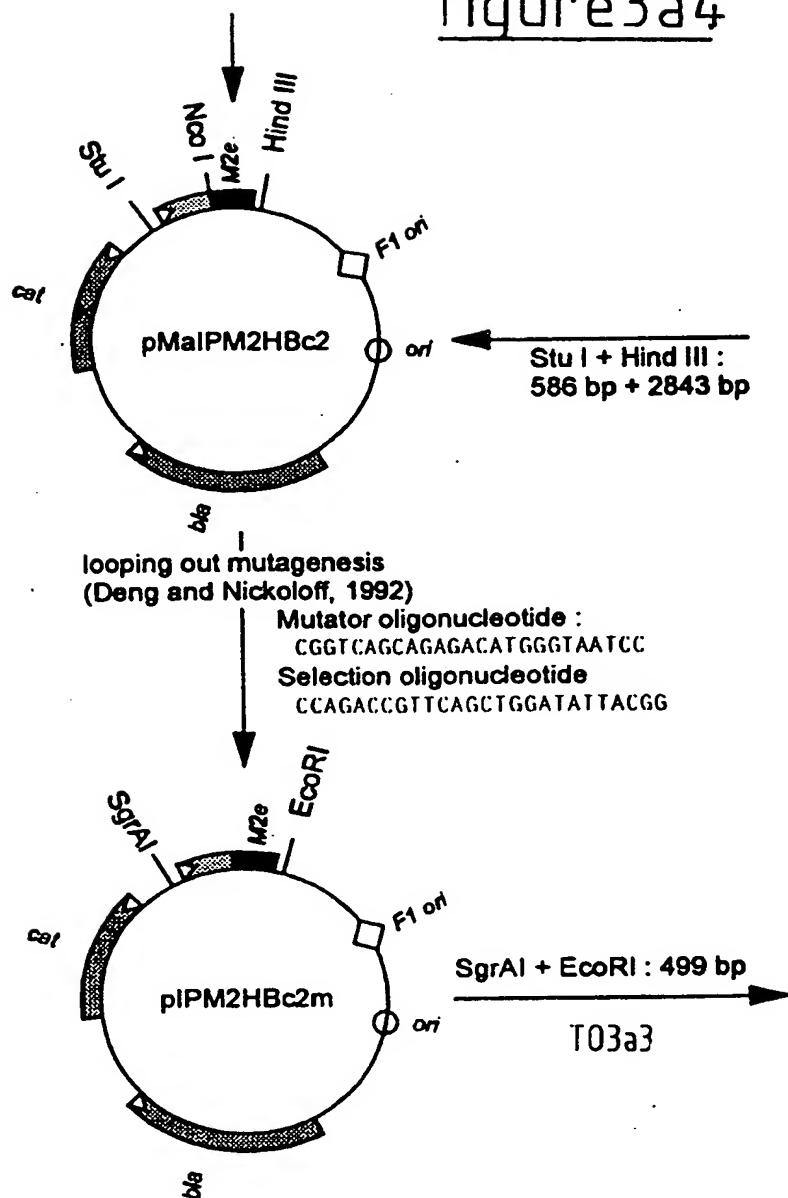 figure3a4
Hind III
Nco I
M2e
Stu I
F1 ori
cat
pMaIPM2HBc2
ori
Stu I + Hind III :
586 bp + 2843 bp
bla
looping out mutagenesis
(Deng and Nickoloff, 1992)
Mutator oligonucleotide :
CGGTCAGCAGAGACATGGGTAATCC
Selection oligonucleotide
CCAGACCGTTCAGCTGGATATTACGG
EcoRI
M2e
SgrAI
F1 ori
cat
SgrAI + EcoRI : 499 bp
pIPM2HBc2m
ori
TO3a3
bla